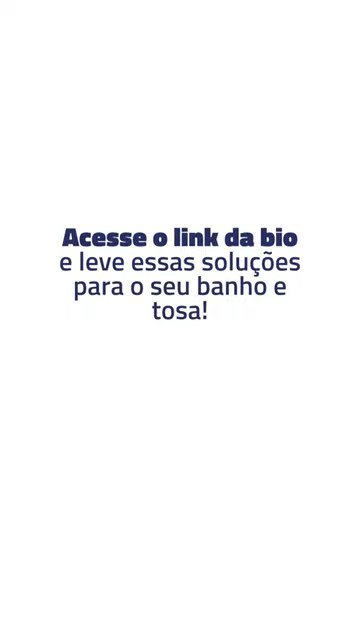 Acesse o link da bio
e leve essas soluções
para o seu banho e
tosa!